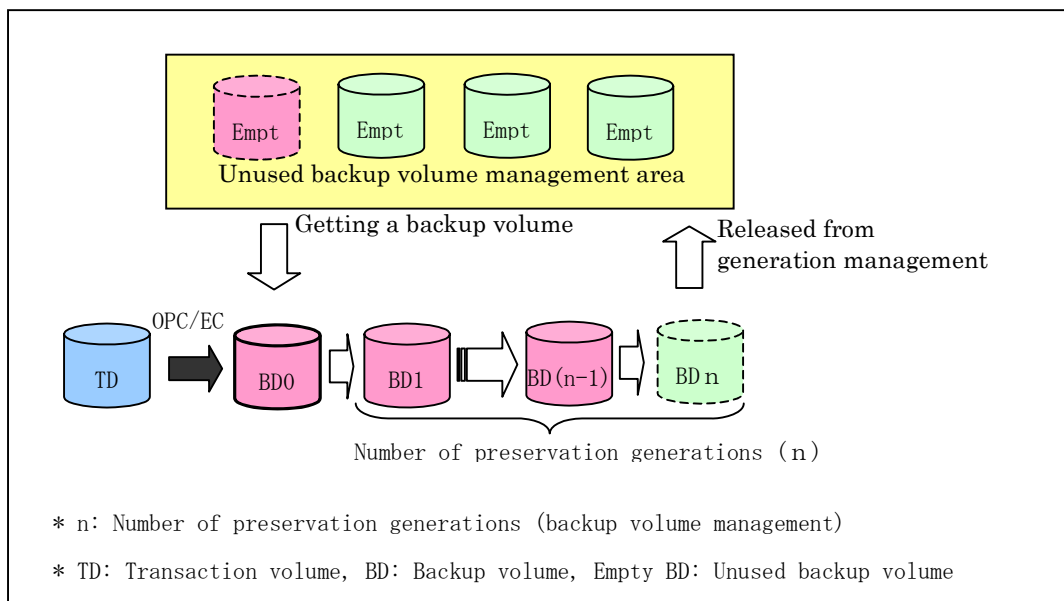 Empt Empt Empt Empt
Unused backup volume management area
Getting a backup volume
Released from
generation management
OPC/EC
TD BD0 BD1 BD(n-1) BDn
Number of preservation generations (n)
* n: Number of preservation generations (backup volume management)
* TD: Transaction volume, BD: Backup volume, Empty BD: Unused backup volume